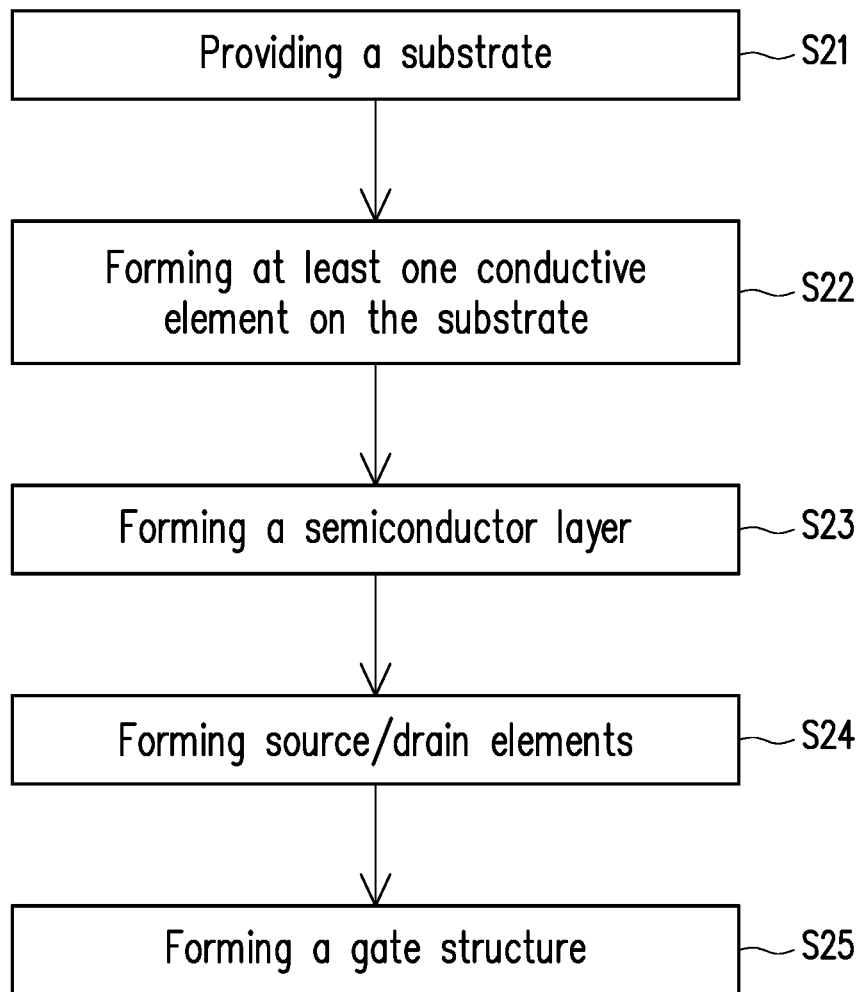 Providing a substrate
S21
Forming at least one conductive
element on the substrate
S22
Forming a semiconductor layer
S23
Forming source/drain elements
S24
Forming a gate structure
S25